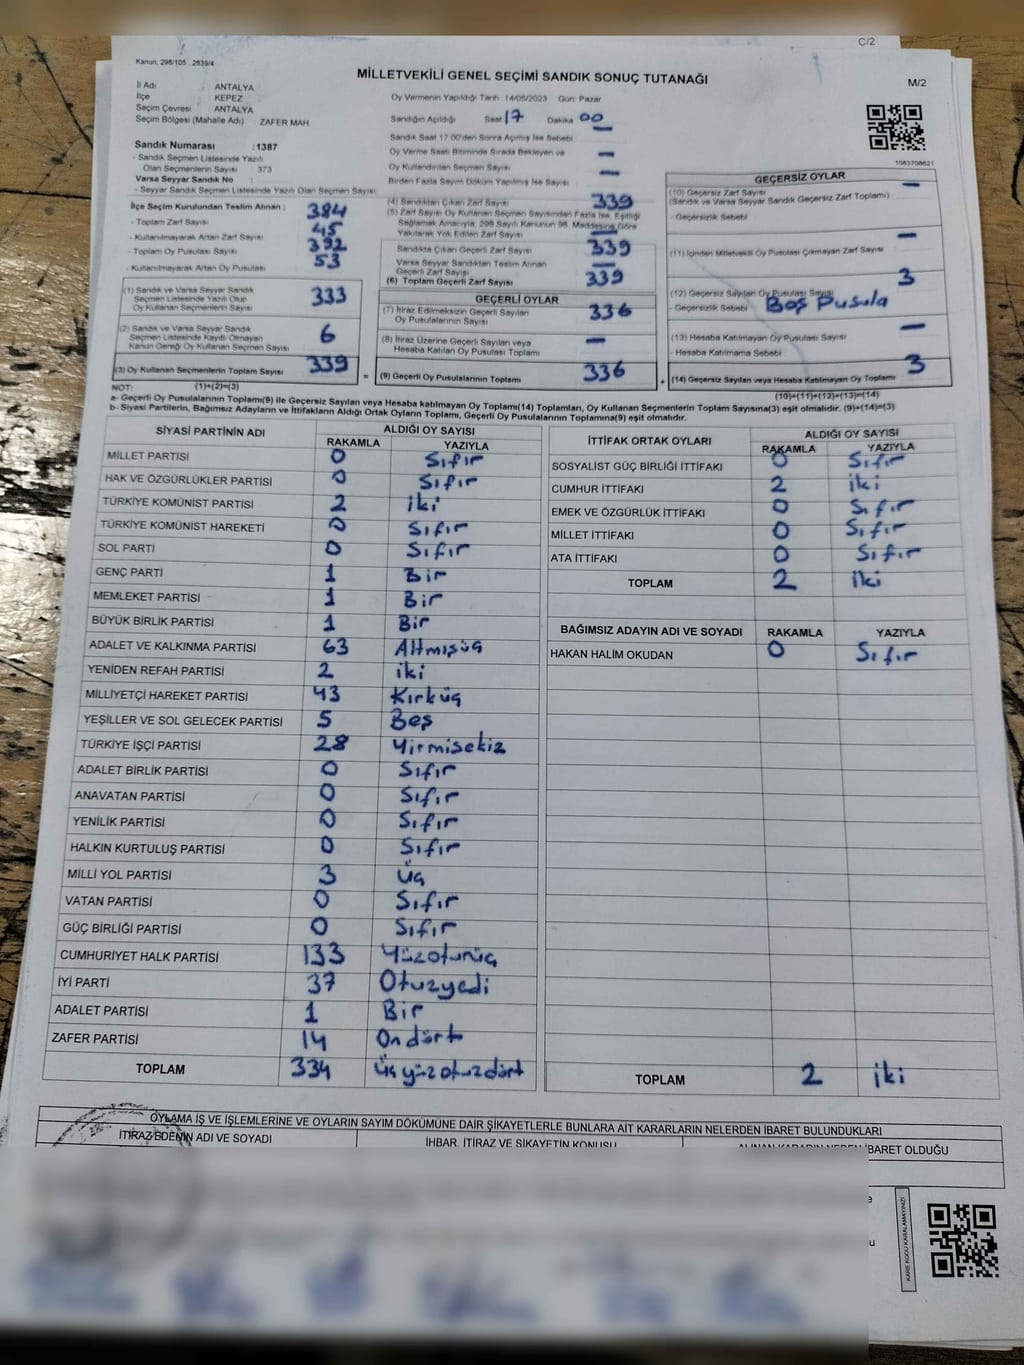 C/2
Kanun: 298/105 , 2839/4
MİLLETVEKİLİ GENEL SEÇİMİ SANDIK SONUÇ TUTANAĞI
M/2
İl Adı : ANTALYA
İlçe : KEPEZ
Seçim Çevresi : ANTALYA
Seçim Bölgesi (Mahalle Adı) : ZAFER MAH
Oy Vermenin Yapıldığı Tarih :14/05/2023 Gün: Pazar
Sandığın Açıldığı Saat 17 Dakika 00
Sandık Saat 17:00'den Sonra Açılmış İse Sebebi
Oy Verme Saati Bitiminde Sırada Bekleyen ve
Oy Kullandırılan Seçmen Sayısı —
Birden Fazla Sayım Döküm Yapılmış İse Sayısı —
1083708621
Sandık Numarası :1387
- Sandık Seçmen Listesinde Yazılı
Olan Seçmenlerin Sayısı 373
Varsa Seyyar Sandık No :
- Seyyar Sandık Seçmen Listesinde Yazılı Olan Seçmen Sayısı
İlçe Seçim Kurulundan Teslim Alınan ;
- Toplam Zarf Sayısı 384
- Kullanılmayarak Artan Zarf Sayısı 45
- Toplam Oy Pusulası Sayısı 392
- Kullanılmayarak Artan Oy Pusulası 53
(1) Sandık ve Varsa Seyyar Sandık
Seçmen Listesinde Yazılı Olup
Oy Kullanan Seçmenlerin Sayısı 333
(2) Sandık ve Varsa Seyyar Sandık
Seçmen Listesinde Kayıtlı Olmayan
Kanun Gereği Oy Kullanan Seçmen Sayısı 6
(3) Oy Kullanan Seçmenlerin Toplam Sayısı 339
(4) Sandıktan Çıkan Zarf Sayısı 339
(5) Zarf Sayısı Oy Kullanan Seçmen Sayısından Fazla İse, Eşitliği
Sağlamak Amacıyla, 298 Sayılı Kanunun 98. Maddesine Göre
Yakılarak Yok Edilen Zarf Sayısı —
Sandıkta Çıkan Geçerli Zarf Sayısı 339
Varsa Seyyar Sandıktan Teslim Alınan
Geçerli Zarf Sayısı —
(6) Toplam Geçerli Zarf Sayısı 339
GEÇERLİ OYLAR
(7) İtiraz Edilmeksizin Geçerli Sayılan
Oy Pusulalarının Sayısı 336
(8) İtiraz Üzerine Geçerli Sayılan veya
Hesaba Katılan Oy Pusulası Toplamı —
= (9) Geçerli Oy Pusulalarının Toplamı 336
GEÇERSİZ OYLAR
(10) Geçersiz Zarf Sayısı —
(Sandık ve Varsa Seyyar Sandık Geçersiz Zarf Toplamı) :
- Geçersizlik Sebebi
(11) İçinden Milletvekili Oy Pusulası Çıkmayan Zarf Sayısı —
(12) Geçersiz Sayılan Oy Pusulası Sayısı 3
- Geçersizlik Sebebi : Boş Pusula
(13) Hesaba Katılmayan Oy Pusulası Sayısı —
- Hesaba Katılmama Sebebi
+ (14) Geçersiz Sayılan veya Hesaba Katılmayan Oy Toplamı 3
NOT: (1)+(2)=(3)
(10)+(11)+(12)+(13)=(14)
a- Geçerli Oy Pusulalarının Toplamı(9) ile Geçersiz Sayılan veya Hesaba katılmayan Oy Toplamı(14) Toplamları, Oy Kullanan Seçmenlerin Toplam Sayısına(3) eşit olmalıdır. (9)+(14)=(3)
b- Siyasi Partilerin, Bağımsız Adayların ve İttifakların Aldığı Ortak Oyların Toplamı, Geçerli Oy Pusulalarının Toplamına(9) eşit olmalıdır.
SİYASİ PARTİNİN ADI ALDIĞI OY SAYISI
RAKAMLA YAZIYLA
MİLLET PARTİSİ 0 Sıfır
HAK VE ÖZGÜRLÜKLER PARTİSİ 0 Sıfır
TÜRKİYE KOMÜNİST PARTİSİ 2 iki
TÜRKİYE KOMÜNİST HAREKETİ 0 Sıfır
SOL PARTİ 0 Sıfır
GENÇ PARTİ 1 Bir
MEMLEKET PARTİSİ 1 Bir
BÜYÜK BİRLİK PARTİSİ 1 Bir
ADALET VE KALKINMA PARTİSİ 63 Altmışüç
YENİDEN REFAH PARTİSİ 2 iki
MİLLİYETÇİ HAREKET PARTİSİ 43 Kırküç
YEŞİLLER VE SOL GELECEK PARTİSİ 5 Beş
TÜRKİYE İŞÇİ PARTİSİ 28 Yirmisekiz
ADALET BİRLİK PARTİSİ 0 Sıfır
ANAVATAN PARTİSİ 0 Sıfır
YENİLİK PARTİSİ 0 Sıfır
HALKIN KURTULUŞ PARTİSİ 0 Sıfır
MİLLİ YOL PARTİSİ 3 üç
VATAN PARTİSİ 0 Sıfır
GÜÇ BİRLİĞİ PARTİSİ 0 Sıfır
CUMHURİYET HALK PARTİSİ 133 Yüzotuzüç
İYİ PARTİ 37 Otuzyedi
ADALET PARTİSİ 1 Bir
ZAFER PARTİSİ 14 Ondört
TOPLAM 334 üçyüzotuzdört
İTTİFAK ORTAK OYLARI ALDIĞI OY SAYISI
RAKAMLA YAZIYLA
SOSYALİST GÜÇ BİRLİĞİ İTTİFAKI 0 Sıfır
CUMHUR İTTİFAKI 2 iki
EMEK VE ÖZGÜRLÜK İTTİFAKI 0 Sıfır
MİLLET İTTİFAKI 0 Sıfır
ATA İTTİFAKI 0 Sıfır
TOPLAM 2 iki
BAĞIMSIZ ADAYIN ADI VE SOYADI RAKAMLA YAZIYLA
HAKAN HALİM OKUDAN 0 Sıfır
TOPLAM 2 iki
OYLAMA İŞ VE İŞLEMLERİNE VE OYLARIN SAYIM DÖKÜMÜNE DAİR ŞİKAYETLERLE BUNLARA AİT KARARLARIN NELERDEN İBARET BULUNDUKLARI
İTİRAZ EDENİN ADI VE SOYADI İHBAR, İTİRAZ VE ŞİKAYETİN KONUSU ALINAN KARARIN NEDEN İBARET OLDUĞU
KARE KODU KARALAMAYINIZ!